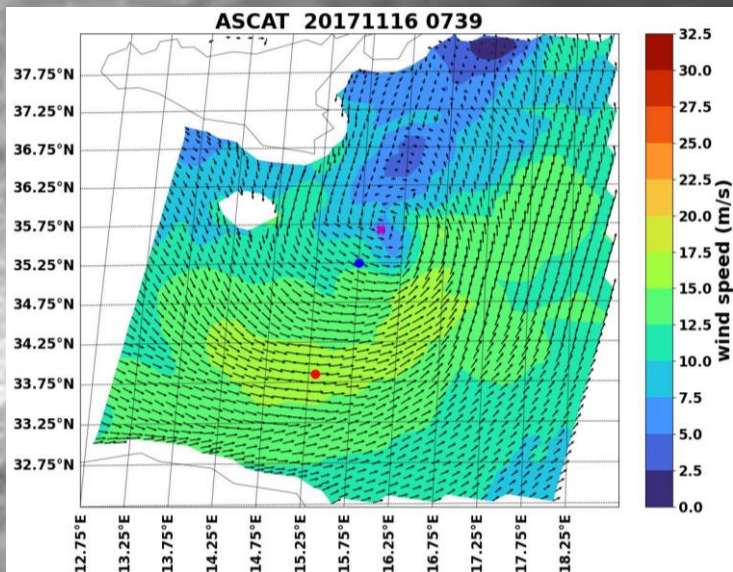 ASCAT 20171116 0739
37.75°N
37.25°N
36.75°N
36.25°N
35.75°N
35.25°N
34.75°N
34.25°N
33.75°N
33.25°N
32.75°N
12.75°E
13.25°E
13.75°E
14.25°E
14.75°E
15.25°E
15.75°E
16.25°E
16.75°E
17.25°E
17.75°E
18.25°E
32.5
30.0
27.5
25.0
22.5
20.0
17.5
15.0
12.5
10.0
7.5
5.0
2.5
0.0
wind speed (m/s)